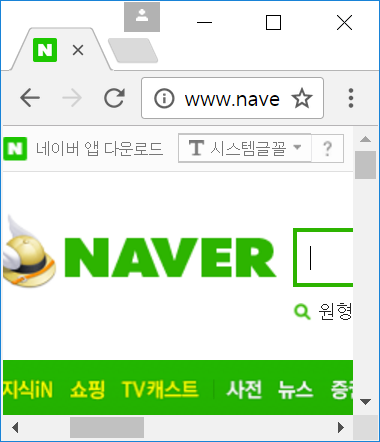 N
www.nave
N 네이버 앱 다운로드 T 시스템글꼴 ?
NAVER
원형
지식iN 쇼핑 TV캐스트 사전 뉴스